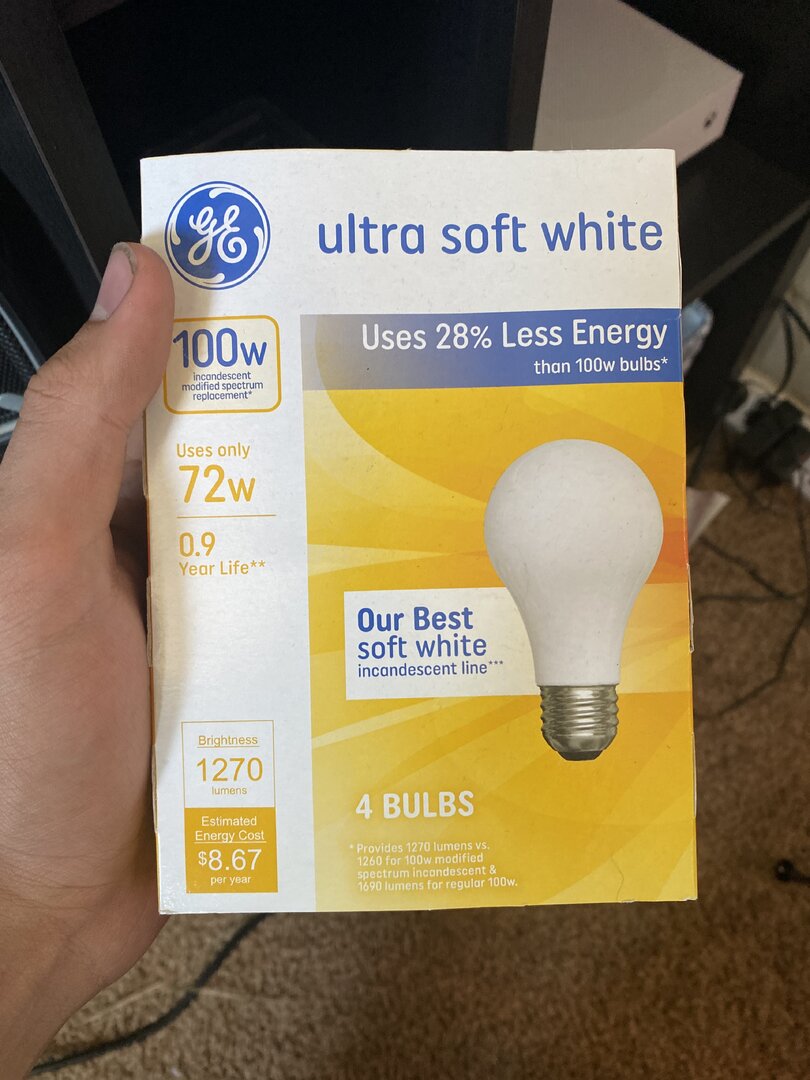 GE
ultra soft white
100w
incandescent
modified spectrum
replacement*
Uses 28% Less Energy
than 100w bulbs*
Uses only
72w
0.9
Year Life**
Our Best
soft white
incandescent line***
Brightness
1270
lumens
Estimated
Energy Cost
$8.67
per year
4 BULBS
* Provides 1270 lumens vs.
1260 for 100w modified
spectrum incandescent &
1690 lumens for regular 100w.